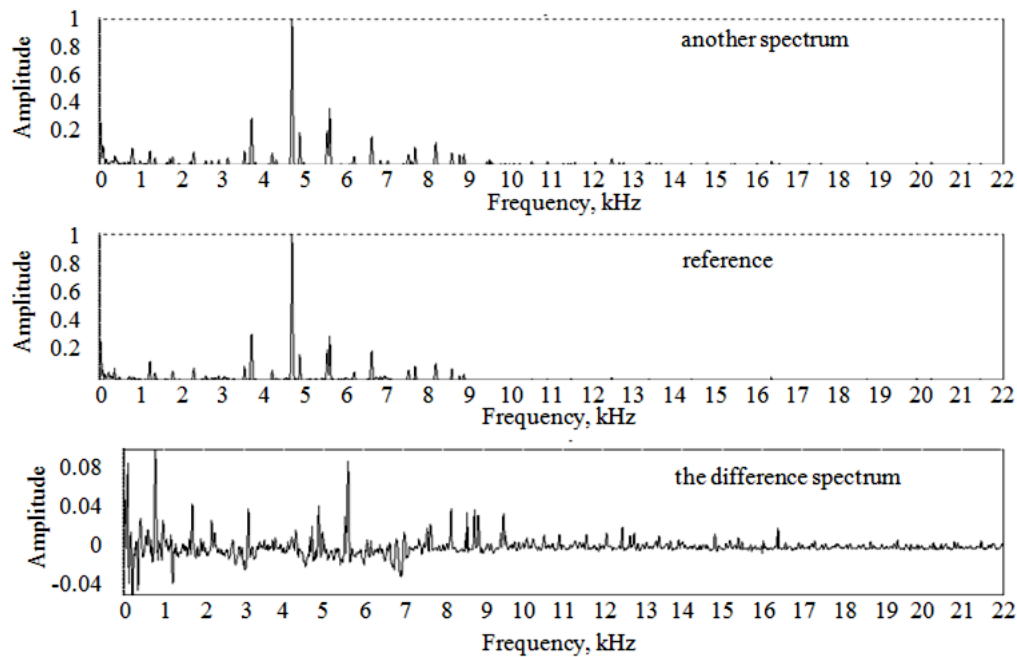 1
another spectrum
0.8
0.6
0.4
0.2
Amplitude
0 1 2 3 4 5 6 7 8 9 10 11 12 13 14 15 16 17 18 19 20 21 22
Frequency, kHz
1
reference
0.8
0.6
0.4
0.2
Amplitude
0 1 2 3 4 5 6 7 8 9 10 11 12 13 14 15 16 17 18 19 20 21 22
Frequency, kHz
the difference spectrum
0.08
0.04
0
-0.04
Amplitude
0 1 2 3 4 5 6 7 8 9 10 11 12 13 14 15 16 17 18 19 20 21 22
Frequency, kHz